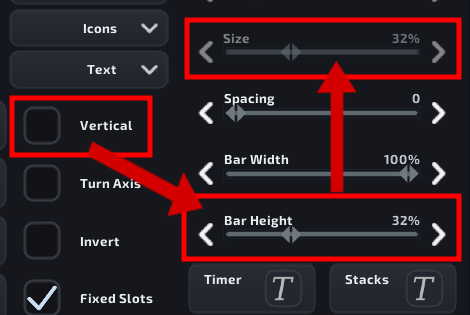 Icons
Text
Vertical
Turn Axis
Invert
Fixed Slots
Size 32%
Spacing 0
Bar Width 100%
Bar Height 32%
Timer T
Stacks T